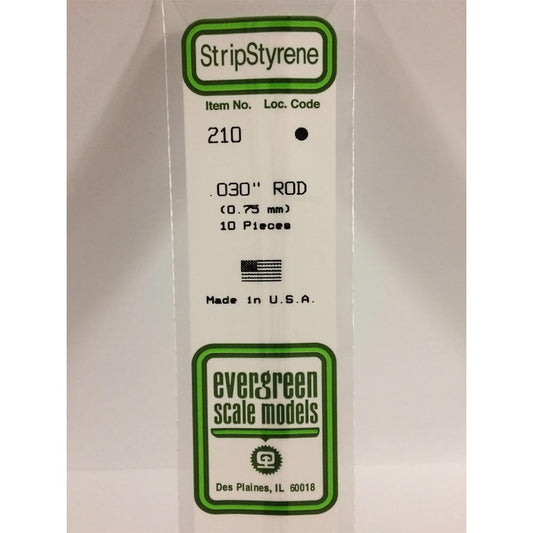 StripStyrene
Item No. Loc. Code
210 ●
.030" ROD
(0.75 mm)
10 Pieces
Made in U.S.A.
evergreen
scale models
Des Plaines, IL 60018